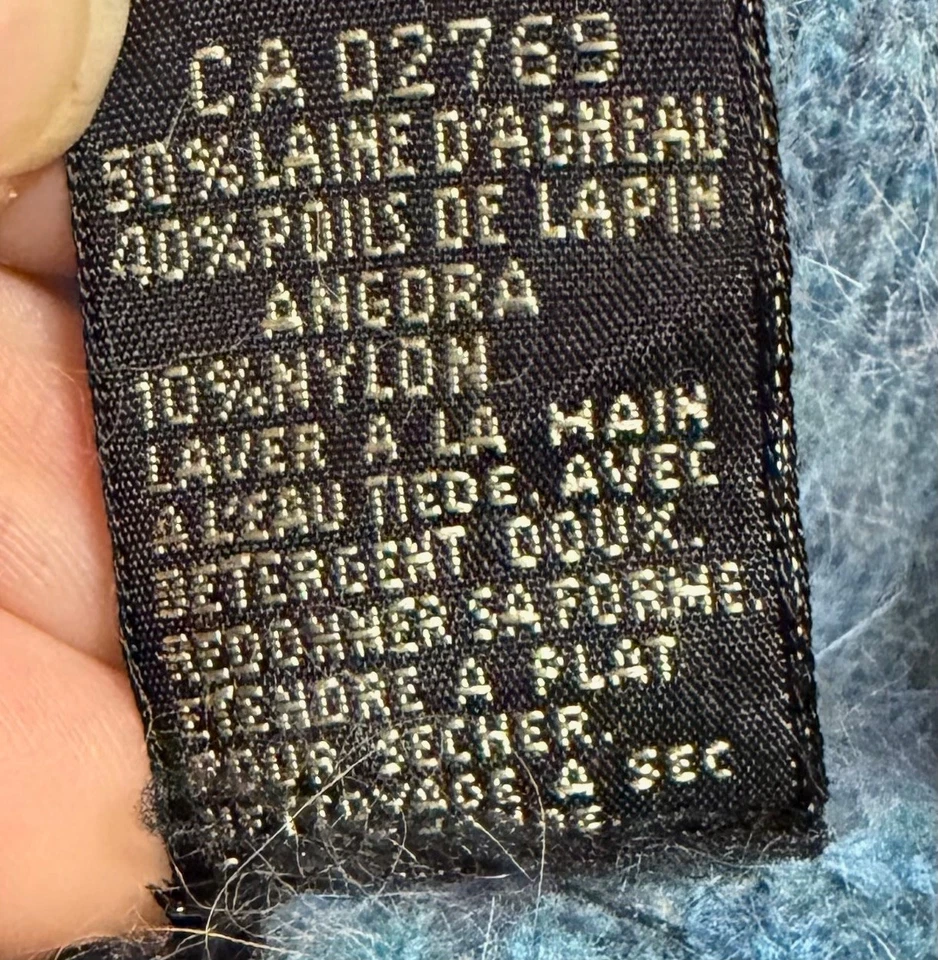 CA 02769
50% LAINE D'AGNEAU
40% POILS DE LAPIN
ANGORA
10% NYLON
LAVER A LA MAIN
A L'EAU TIEDE. AVEC
DETERGENT DOUX.
REDONNER SA FORME.
ETENDRE A PLAT
POUR SECHER.
NETTOYAGE A SEC